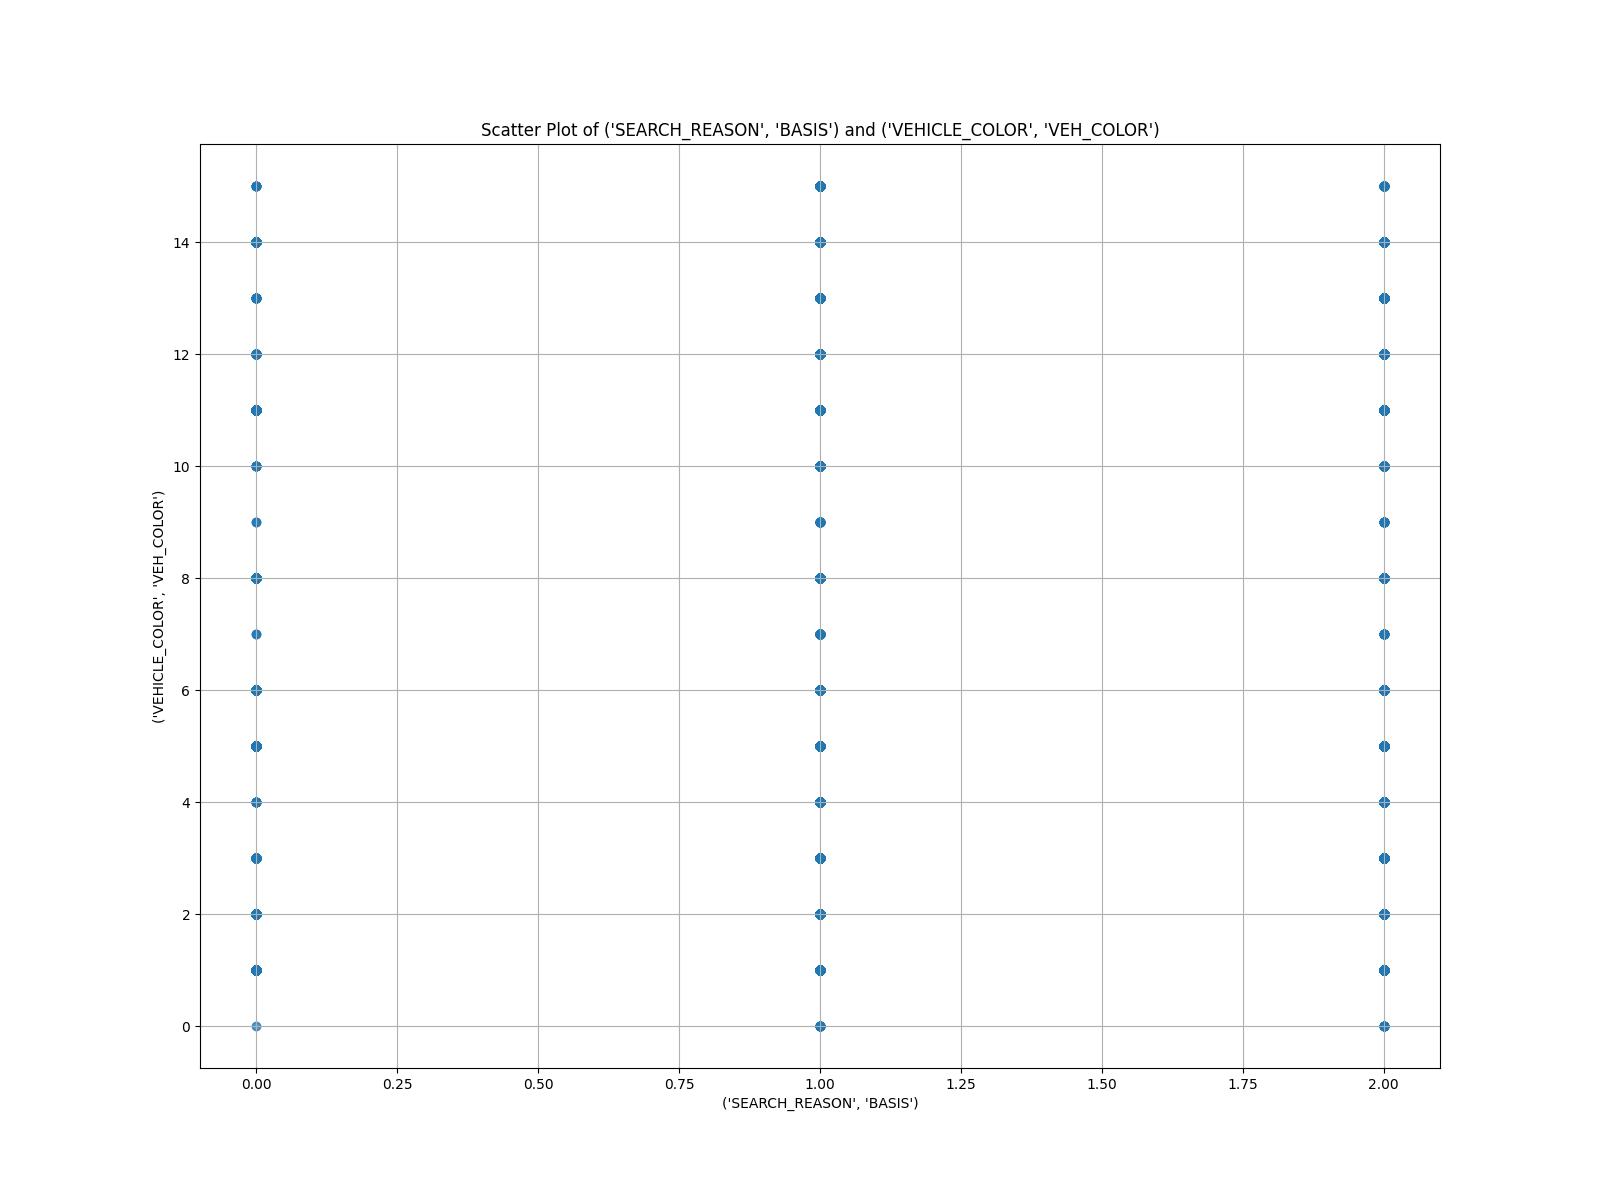 Scatter Plot of ('SEARCH_REASON', 'BASIS') and ('VEHICLE_COLOR', 'VEH_COLOR')
('VEHICLE_COLOR', 'VEH_COLOR')
14
12
10
8
6
4
2
0
0.00 0.25 0.50 0.75 1.00 1.25 1.50 1.75 2.00
('SEARCH_REASON', 'BASIS')